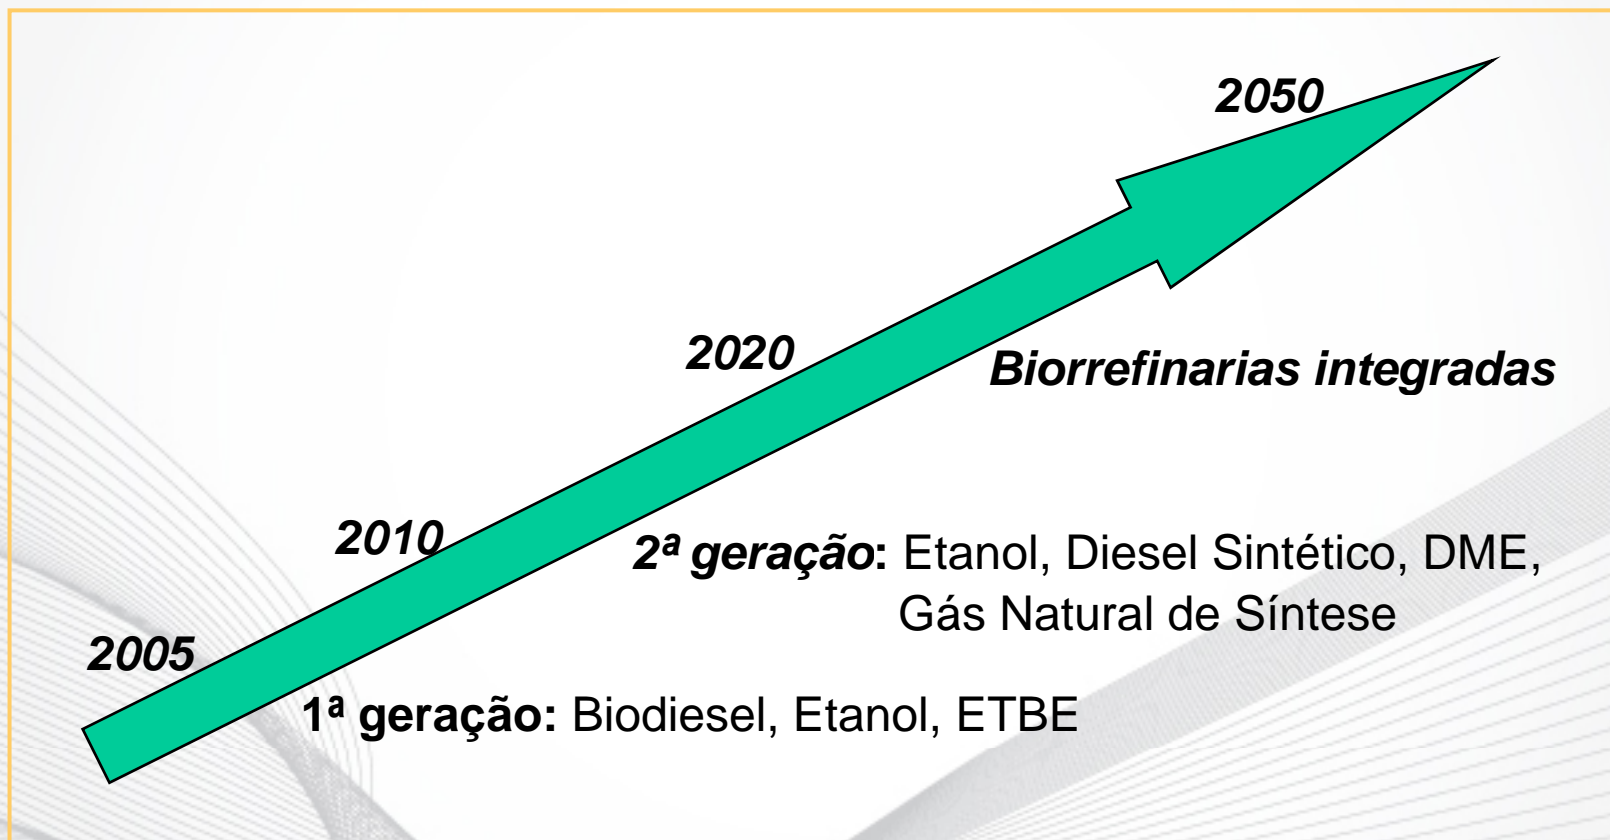 2050
2020
Biorrefinarias integradas
2010
2ª geração: Etanol, Diesel Sintético, DME,
Gás Natural de Síntese
2005
1ª geração: Biodiesel, Etanol, ETBE